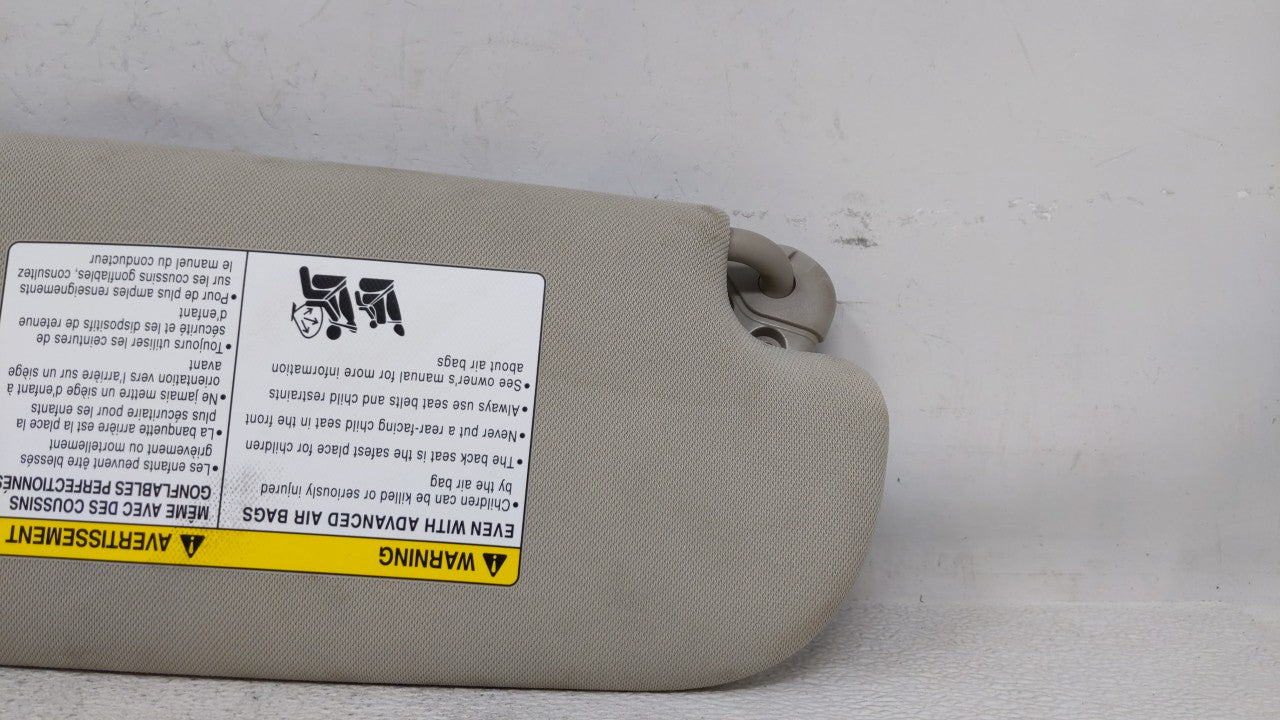 WARNING
EVEN WITH ADVANCED AIR BAGS
•Children can be killed or seriously injured
by the air bag
•The back seat is the safest place for children
•Never put a rear-facing child seat in the front
•Always use seat belts and child restraints
•See owner's manual for more information
about air bags
AVERTISSEMENT
MÊME AVEC DES COUSSINS
GONFLABLES PERFECTIONNÉS
•Les enfants peuvent être blessés
grièvement ou mortellement
•La banquette arrière est la place la
plus sécuritaire pour les enfants
•Ne jamais mettre un siège d'enfant à
orientation vers l'arrière sur un siège
avant
•Toujours utiliser les ceintures de
sécurité et les dispositifs de retenue
d'enfant
•Pour de plus amples renseignements
sur les coussins gonflables, consultez
le manuel du conducteur